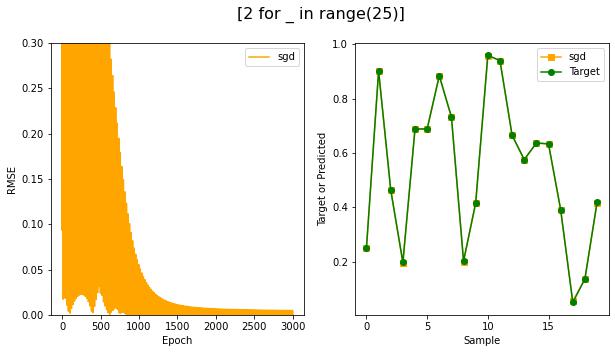 [2 for _ in range(25)]
0.30
0.25
0.20
0.15
0.10
0.05
0.00
RMSE
0 500 1000 1500 2000 2500 3000
Epoch
sgd
1.0
0.8
0.6
0.4
0.2
Target or Predicted
0 5 10 15
Sample
sgd
Target